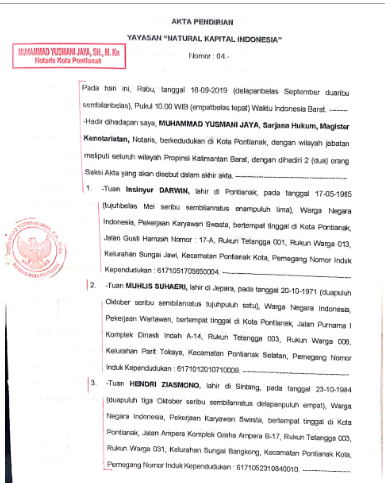 AKTA PENDIRIAN
YAYASAN "NATURAL KAPITAL INDONESIA"
MUHAMMAD YUSMANI JAYA, SH., M. Kn
Notaris Kota Pontianak
Nomor : 04.-
Pada hari ini, Rabu, tanggal 18-09-2019 (delapanbelas September duaribu
sembilanbelas), Pukul 10.00 WIB (empatbelas tepat) Waktu Indonesia Barat. --------
-Hadir dihadapan saya, MUHAMMAD YUSMANI JAYA, Sarjana Hukum, Magister
Kenotariatan, Notaris, berkedudukan di Kota Pontianak, dengan wilayah jabatan
meliputi seluruh wilayah Propinsi Kalimantan Barat, dengan dihadiri 2 (dua) orang
Saksi Akta yang akan disebut dalam akhir akta. --------
1. -Tuan Insinyur DARWIN, lahir di Pontianak, pada tanggal 17-05-1965
(tujuhbelas Mei seribu sembilanratus enampuluh lima), Warga Negara
Indonesia, Pekerjaan Karyawan Swasta, bertempat tinggal di Kota Pontianak,
Jalan Gusti Hamzah Nomor : 17-A, Rukun Tetangga 001, Rukun Warga 013,
Kelurahan Sungai Jawi, Kecamatan Pontianak Kota, Pemegang Nomor Induk
Kependudukan : 6171051705650004. --------
2. -Tuan MUHLIS SUHAERI, lahir di Jepara, pada tanggal 20-10-1971 (duapuluh
Oktober seribu sembilanratus tujuhpuluh satu), Warga Negara Indonesia,
Pekerjaan Wartawan, bertempat tinggal di Kota Pontianak, Jalan Purnama I
Komplek Dinasti Indah A-14, Rukun Tetangga 003, Rukun Warga 008,
Kelurahan Parit Tokaya, Kecamatan Pontianak Selatan, Pemegang Nomor
Induk Kependudukan : 6171012010710009. --------
3. -Tuan HENDRI ZIASMONO, lahir di Sintang, pada tanggal 23-10-1984
(duapuluh tiga Oktober seribu sembilanratus delapanpuluh empat), Warga
Negara Indonesia, Pekerjaan Karyawan Swasta, bertempat tinggal di Kota
Pontianak, Jalan Ampera Komplek Graha Ampera B-17, Rukun Tetangga 003,
Rukun Warga 031, Kelurahan Sungai Bangkong, Kecamatan Pontianak Kota,
Pemegang Nomor Induk Kependudukan : 6171052310840010. --------